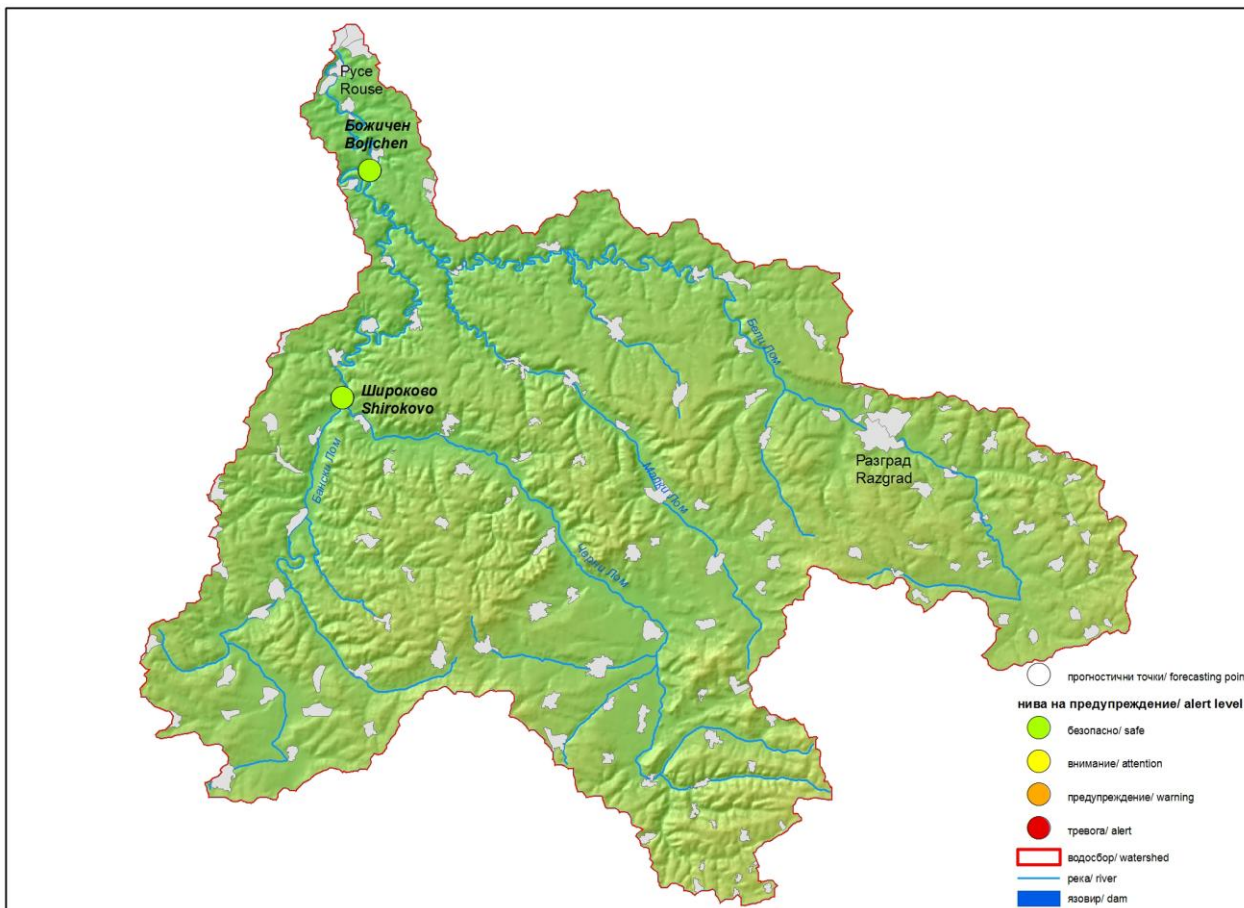 Русе
Rouse
Божичен
Bojichen
Широково
Shirokovo
Бели Лом
Разград
Razgrad
Малки Лом
Бански Лом
Черни Лом
прогностични точки/ forecasting poin
нива на предупреждение/ alert level
безопасно/ safe
внимание/ attention
предупреждение/ warning
тревога/ alert
водосбор/ watershed
река/ river
язовир/ dam